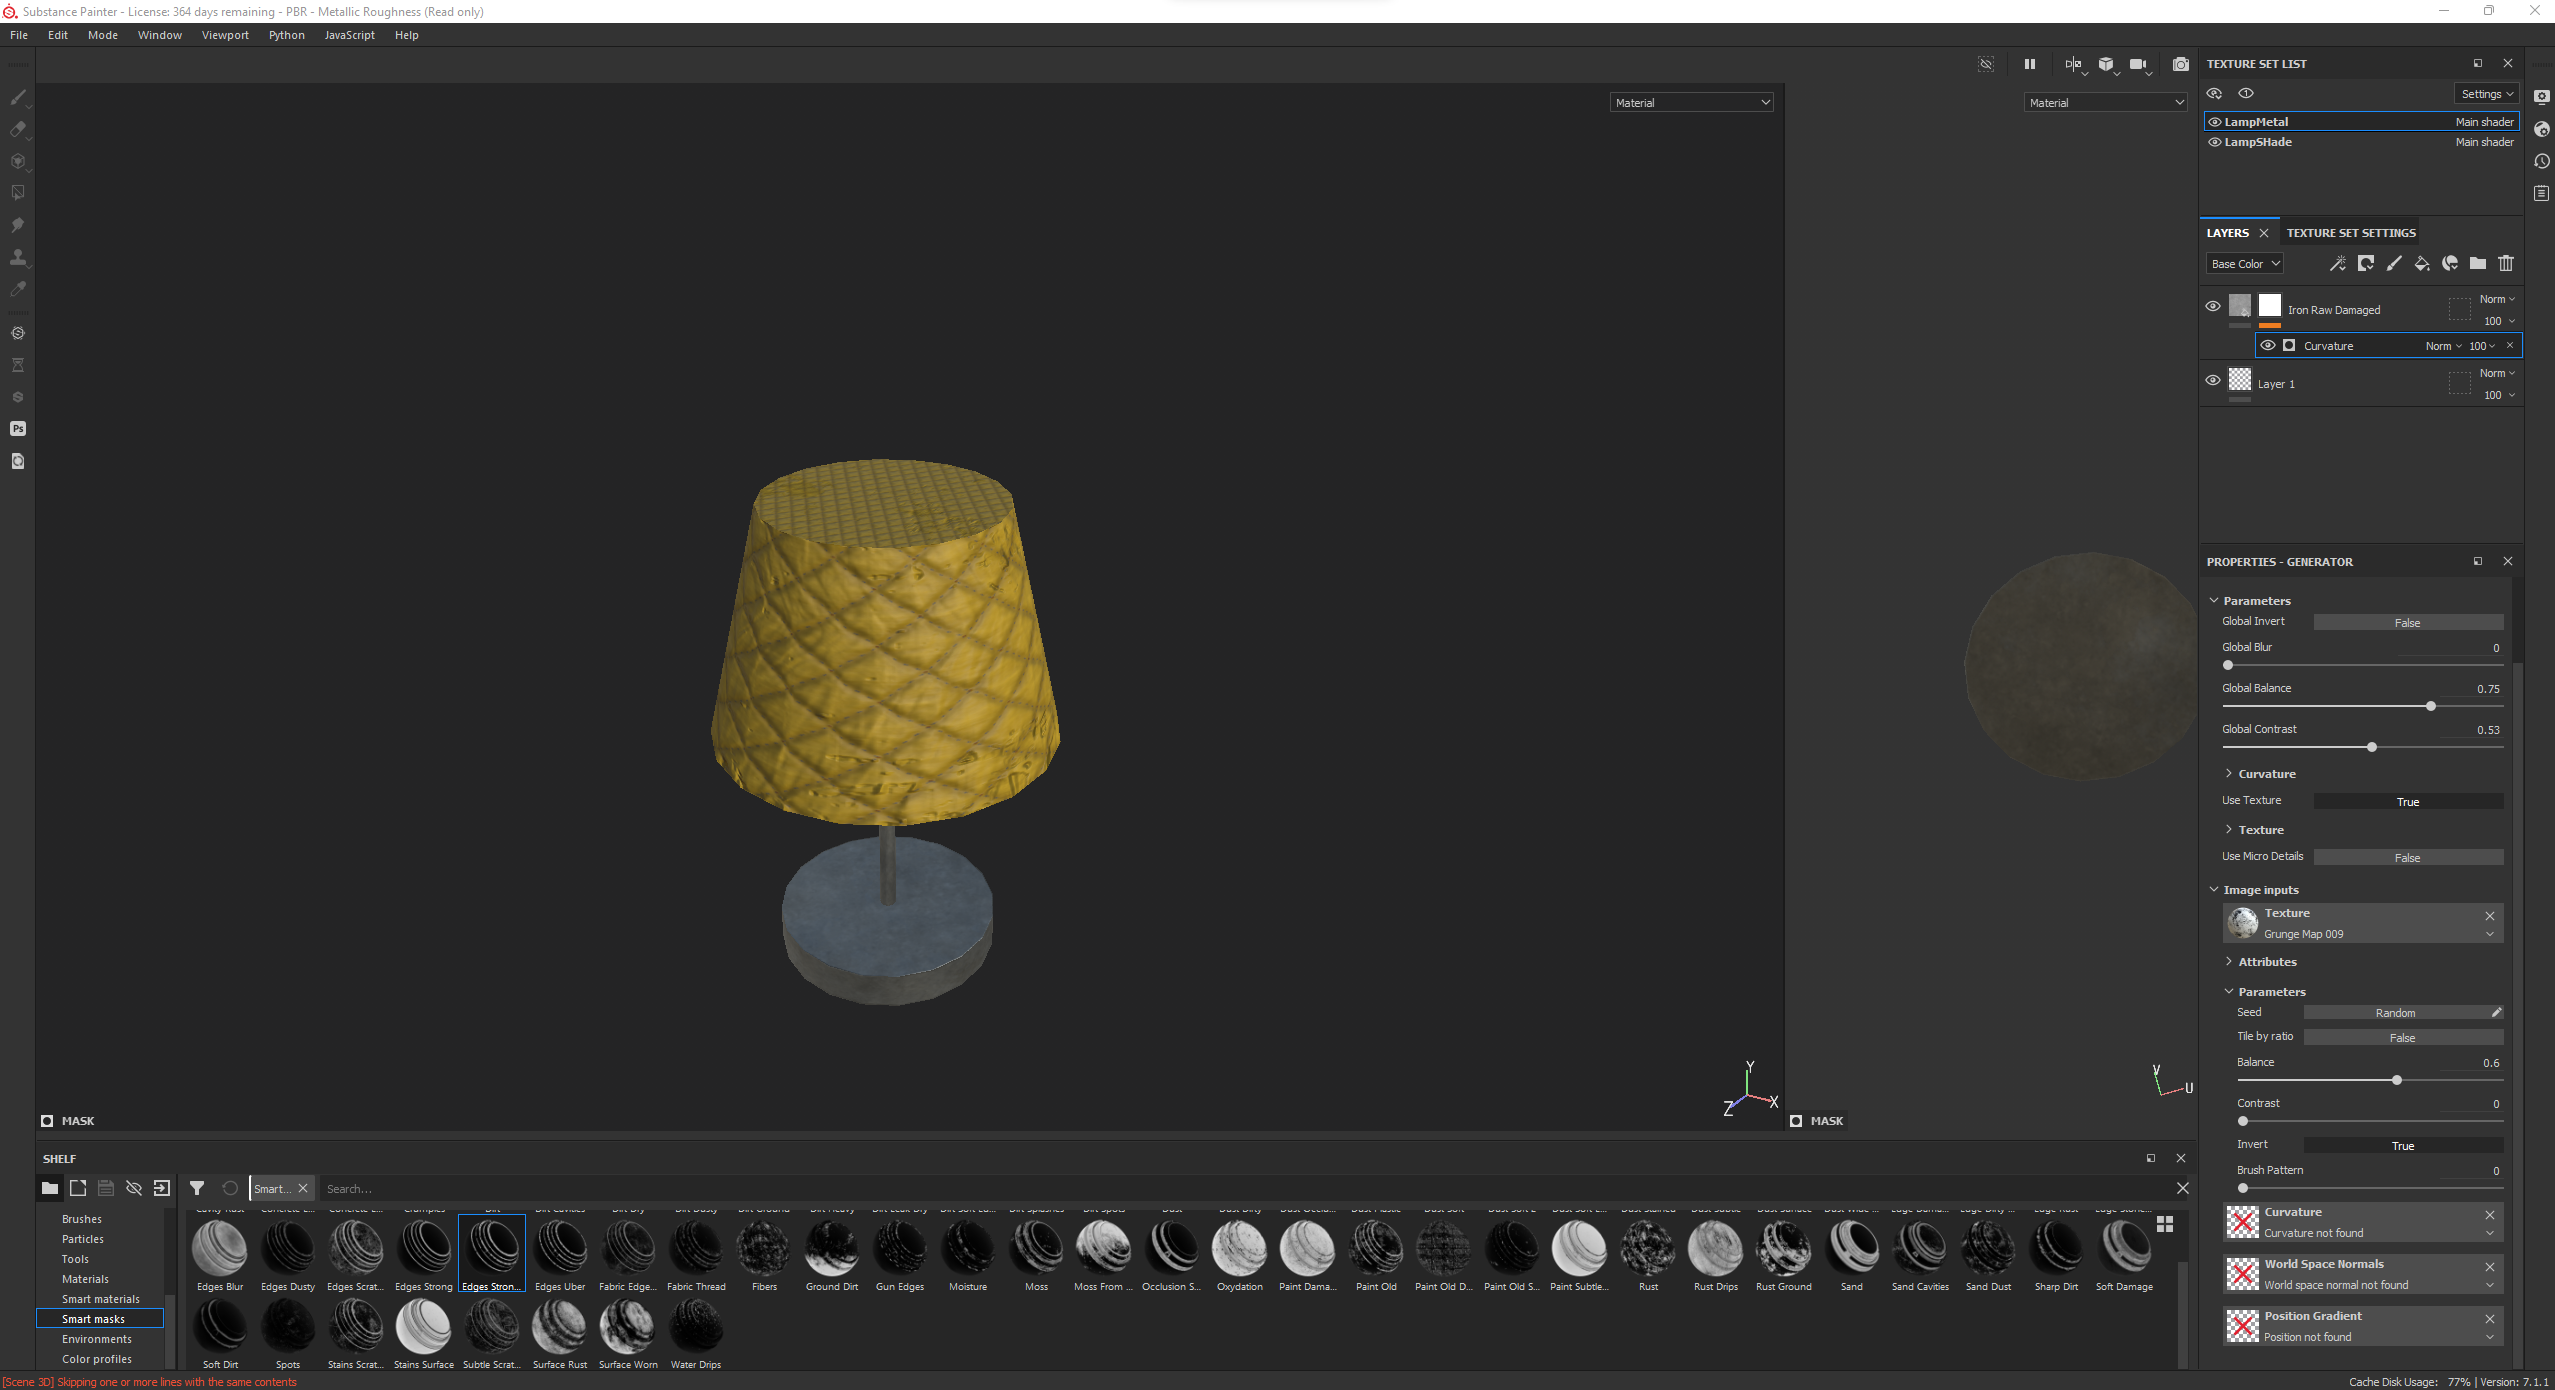 Substance Painter - License: 364 days remaining - PBR - Metallic Roughness (Read only)
File Edit Mode Window Viewport Python JavaScript Help
Material
Material
MASK
MASK
Y
X
Z
V
U
TEXTURE SET LIST
Settings
LampMetal Main shader
LampSHade Main shader
LAYERS TEXTURE SET SETTINGS
Base Color
Iron Raw Damaged Norm
100
Curvature Norm 100
Layer 1 Norm
100
PROPERTIES - GENERATOR
Parameters
Global Invert False
Global Blur 0
Global Balance 0.75
Global Contrast 0.53
Curvature
Use Texture True
Texture
Use Micro Details False
Image inputs
Texture
Grunge Map 009
Attributes
Parameters
Seed Random
Tile by ratio False
Balance 0.6
Contrast 0
Invert True
Brush Pattern 0
Curvature
Curvature not found
World Space Normals
World space normal not found
Position Gradient
Position not found
SHELF
Smart...
Search...
Brushes
Particles
Tools
Materials
Smart materials
Smart masks
Environments
Color profiles
Edges Blur Edges Dusty Edges Scrat... Edges Strong Edges Stron... Edges Uber Fabric Edge... Fabric Thread Fibers Ground Dirt Gun Edges Moisture Moss Moss From ... Occlusion S... Oxydation Paint Dama... Paint Old Paint Old D... Paint Old S... Paint Subtle... Rust Rust Drips Rust Ground Sand Sand Cavities Sand Dust Sharp Dirt Soft Damage
Soft Dirt Spots Stains Scrat... Stains Surface Subtle Scrat... Surface Rust Surface Worn Water Drips
[Scene 3D] Skipping one or more lines with the same contents
Cache Disk Usage: 77% | Version: 7.1.1
Ps